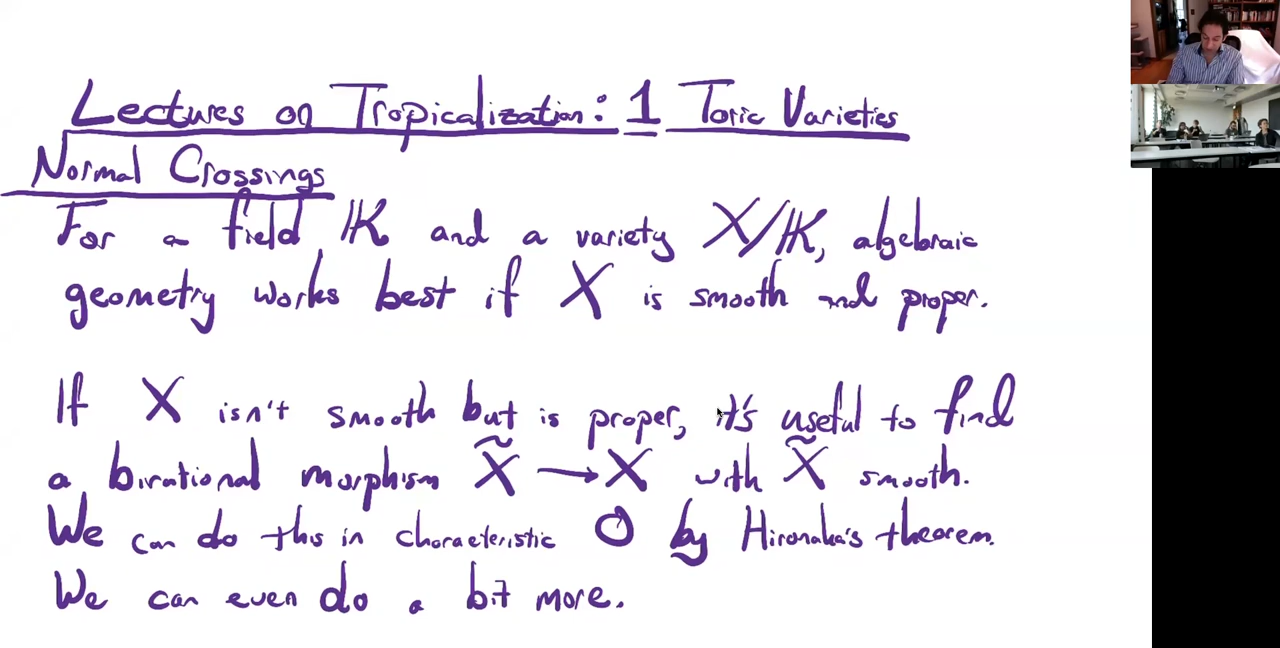 Lectures on Tropicalization: 1 Toric Varieties
Normal Crossings
For a field 𝕂 and a variety X/𝕂, algebraic
geometry works best if X is smooth and proper.
If X isn't smooth but is proper, it's useful to find
a birational morphism X̃ → X with X̃ smooth.
We can do this in characteristic 0 by Hironaka's theorem.
We can even do a bit more.